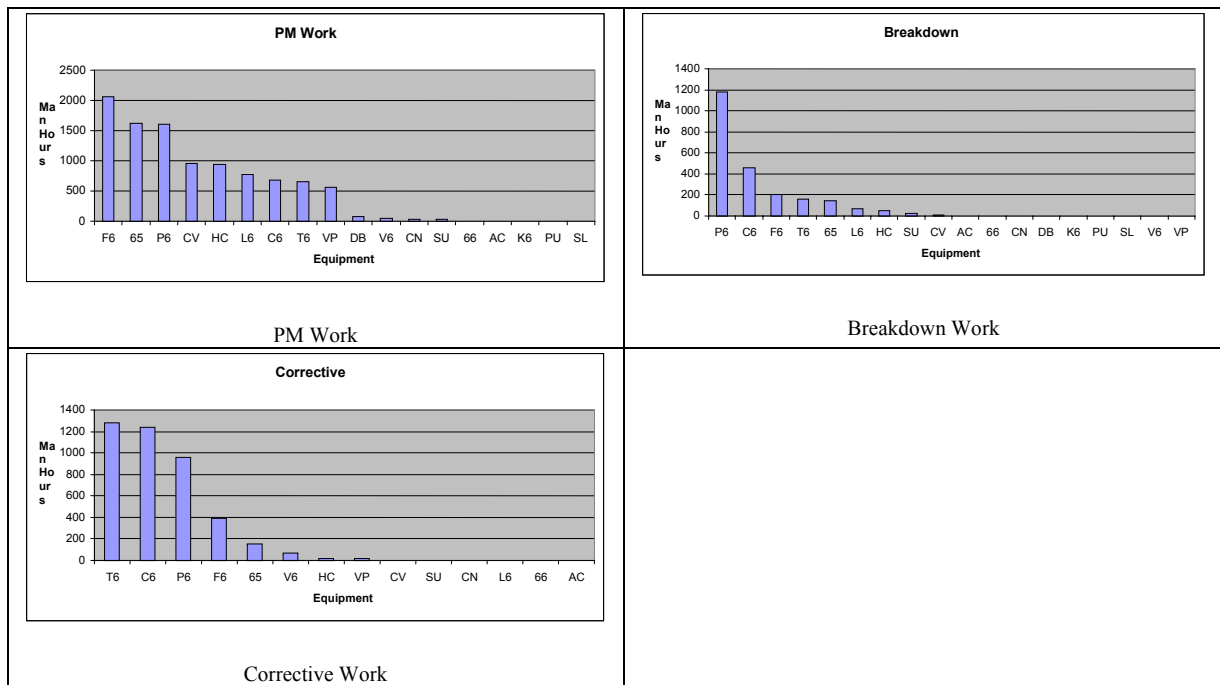 PM Work
2500
2000
1500
1000
500
0
Ma
n
Hou
r
s
F6 65 P6 CV HC L6 C6 T6 VP DB V6 CN SU 66 AC K6 PU SL
Equipment
PM Work
Breakdown
1400
1200
1000
800
600
400
200
0
Ma
n
Ho
ur
s
P6 C6 F6 T6 65 L6 HC SU CV AC 66 CN DB K6 PU SL V6 VP
Equipment
Breakdown Work
Corrective
1400
1200
1000
800
600
400
200
0
Ma
n
Ho
ur
s
T6 C6 P6 F6 65 V6 HC VP CV SU CN L6 66 AC
Equipment
Corrective Work